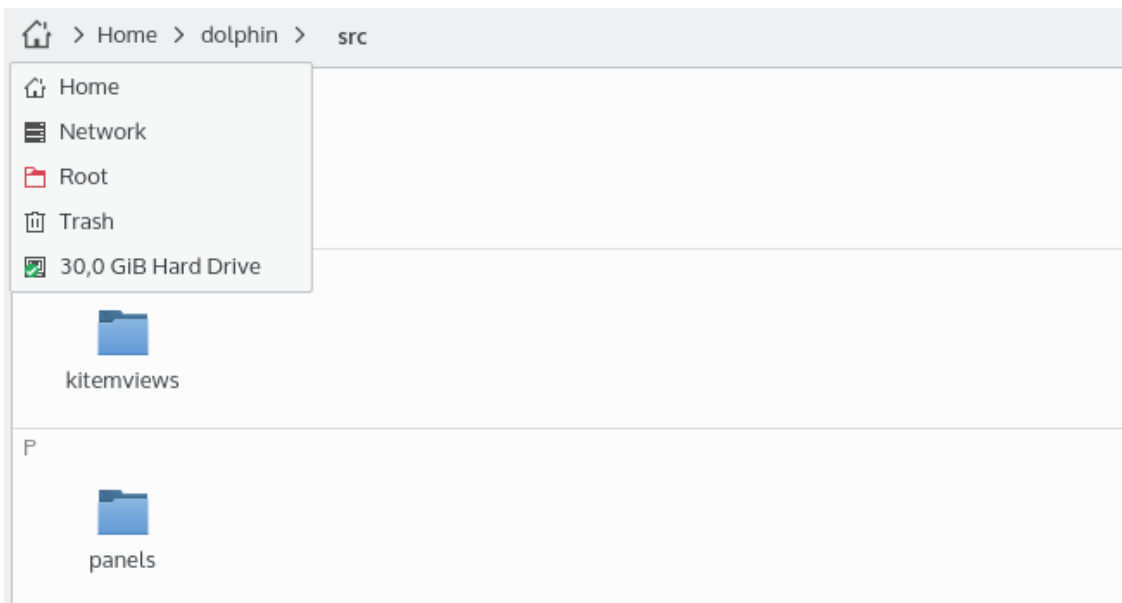 > Home > dolphin > src
Home
Network
Root
Trash
30,0 GiB Hard Drive
kitemviews
P
panels